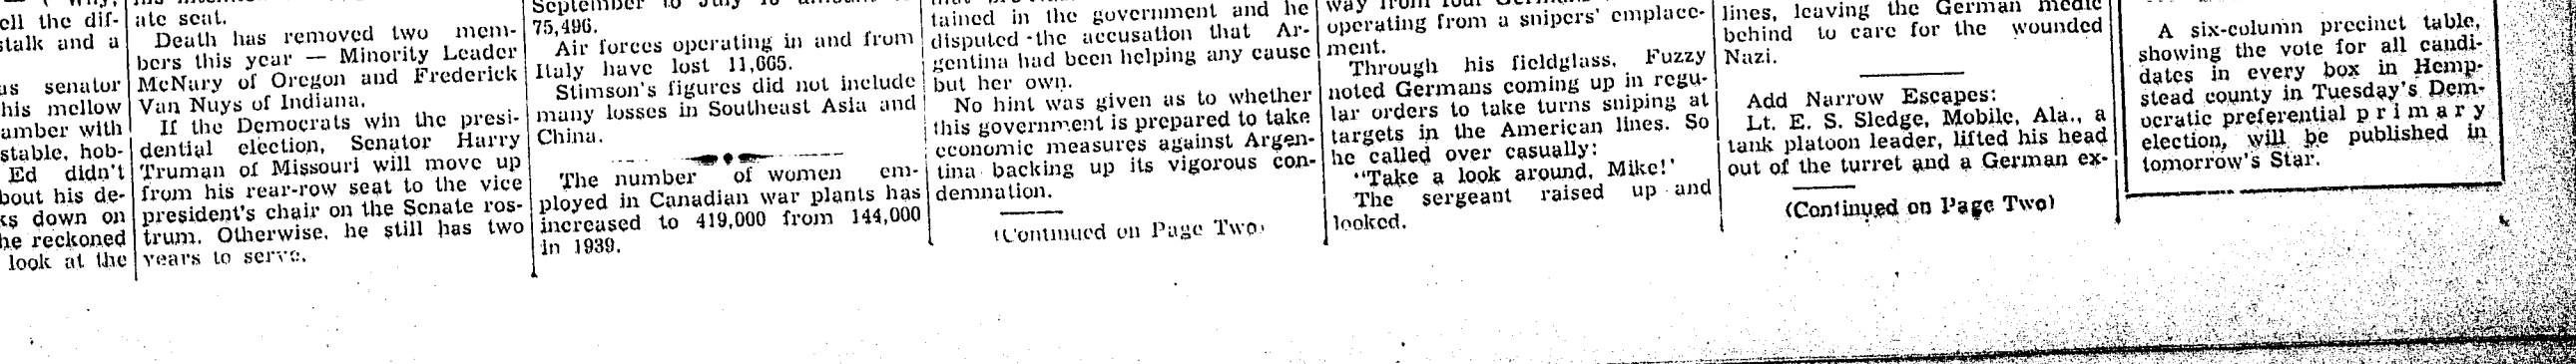 ell the dif-
stalk and a
as senator
his mellow
amber with
stable, hob-
Ed didn't
bout his de-
ks down on
he reckoned
look at the
ate seat.
Death has removed two mem-
bers this year — Minority Leader
McNary of Oregon and Frederick
Van Nuys of Indiana.
If the Democrats win the presi-
dential election, Senator Harry
Truman of Missouri will move up
from his rear-row seat to the vice
president's chair on the Senate ros-
trum. Otherwise, he still has two
years to serve.
September to July
75,496.
Air forces operating in and from
Italy have lost 11,665.
Stimson's figures did not include
many losses in Southeast Asia and
China.
The number of women em-
ployed in Canadian war plants has
increased to 419,000 from 144,000
in 1939.
tained in the government and he
disputed the accusation that Ar-
gentina had been helping any cause
but her own.
No hint was given as to whether
this government is prepared to take
economic measures against Argen-
tina backing up its vigorous con-
demnation.
(Continued on Page Two)
way from four
operating from a snipers' emplace-
ment.
Through his fieldglass, Fuzzy
noted Germans coming up in regu-
lar orders to take turns sniping at
targets in the American lines. So
he called over casually:
"Take a look around, Mike!'
The sergeant raised up and
looked.
lines, leaving the German medic
behind to care for the wounded
Nazi.
Add Narrow Escapes:
Lt. E. S. Sledge, Mobile, Ala., a
tank platoon leader, lifted his head
out of the turret and a German ex-
(Continued on Page Two)
A six-column precinct table,
showing the vote for all candi-
dates in every box in Hemp-
stead county in Tuesday's Dem-
ocratic preferential primary
election, will be published in
tomorrow's Star.